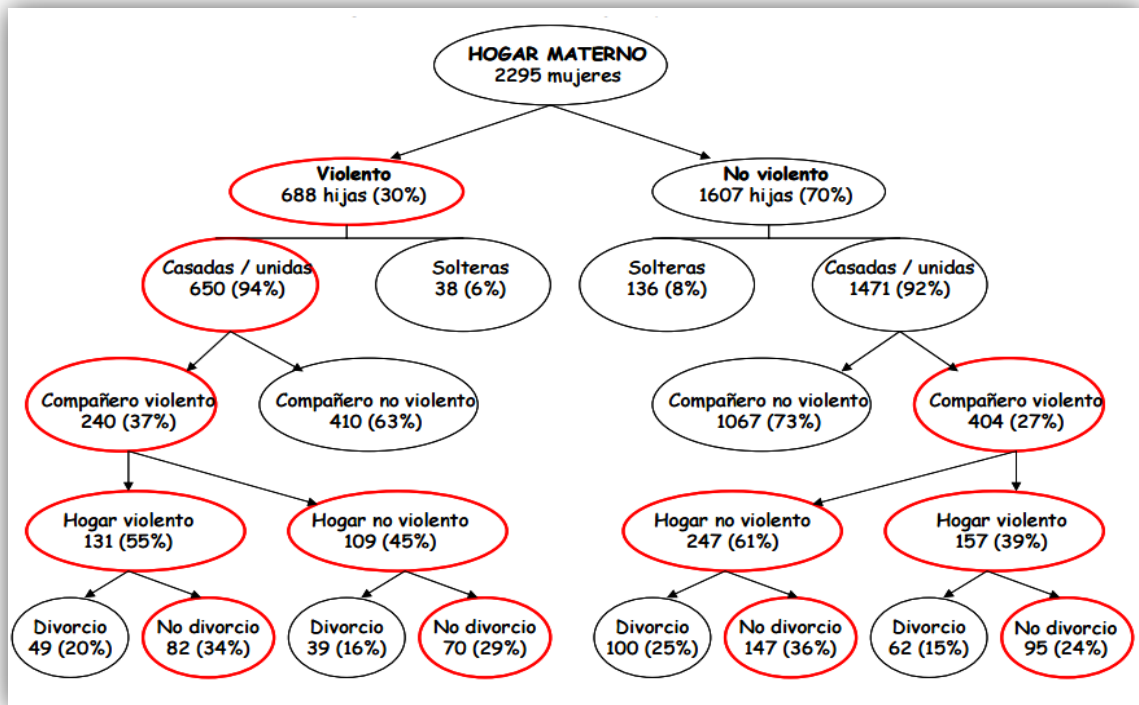 HOGAR MATERNO
2295 mujeres
Violento
688 hijas (30%)
No violento
1607 hijas (70%)
Casadas / unidas
650 (94%)
Solteras
38 (6%)
Solteras
136 (8%)
Casadas / unidas
1471 (92%)
Compañero violento
240 (37%)
Compañero no violento
410 (63%)
Compañero no violento
1067 (73%)
Compañero violento
404 (27%)
Hogar violento
131 (55%)
Hogar no violento
109 (45%)
Hogar no violento
247 (61%)
Hogar violento
157 (39%)
Divorcio
49 (20%)
No divorcio
82 (34%)
Divorcio
39 (16%)
No divorcio
70 (29%)
Divorcio
100 (25%)
No divorcio
147 (36%)
Divorcio
62 (15%)
No divorcio
95 (24%)